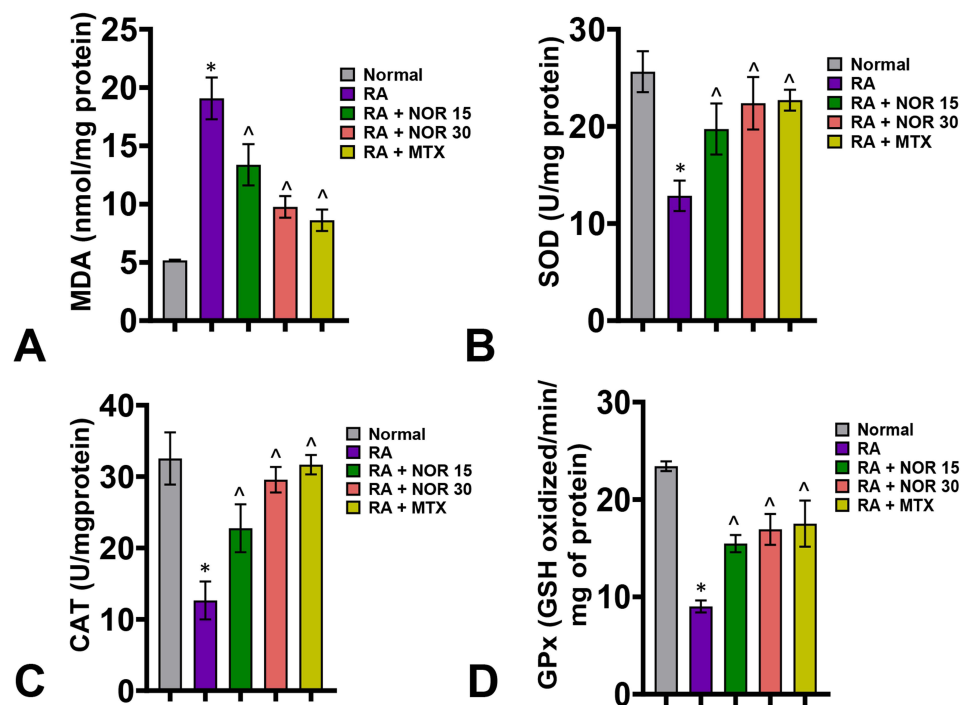 MDA (nmol/mg protein)
25
20
15
10
5
0
*
^
^
^
Normal
RA
RA + NOR 15
RA + NOR 30
RA + MTX
A
SOD (U/mg protein)
30
20
10
0
*
^
^
^
Normal
RA
RA + NOR 15
RA + NOR 30
RA + MTX
B
CAT (U/mgprotein)
40
30
20
10
0
*
^
^
^
Normal
RA
RA + NOR 15
RA + NOR 30
RA + MTX
C
GPx (GSH oxidized/min/
mg of protein)
30
20
10
0
*
^
^
^
Normal
RA
RA + NOR 15
RA + NOR 30
RA + MTX
D